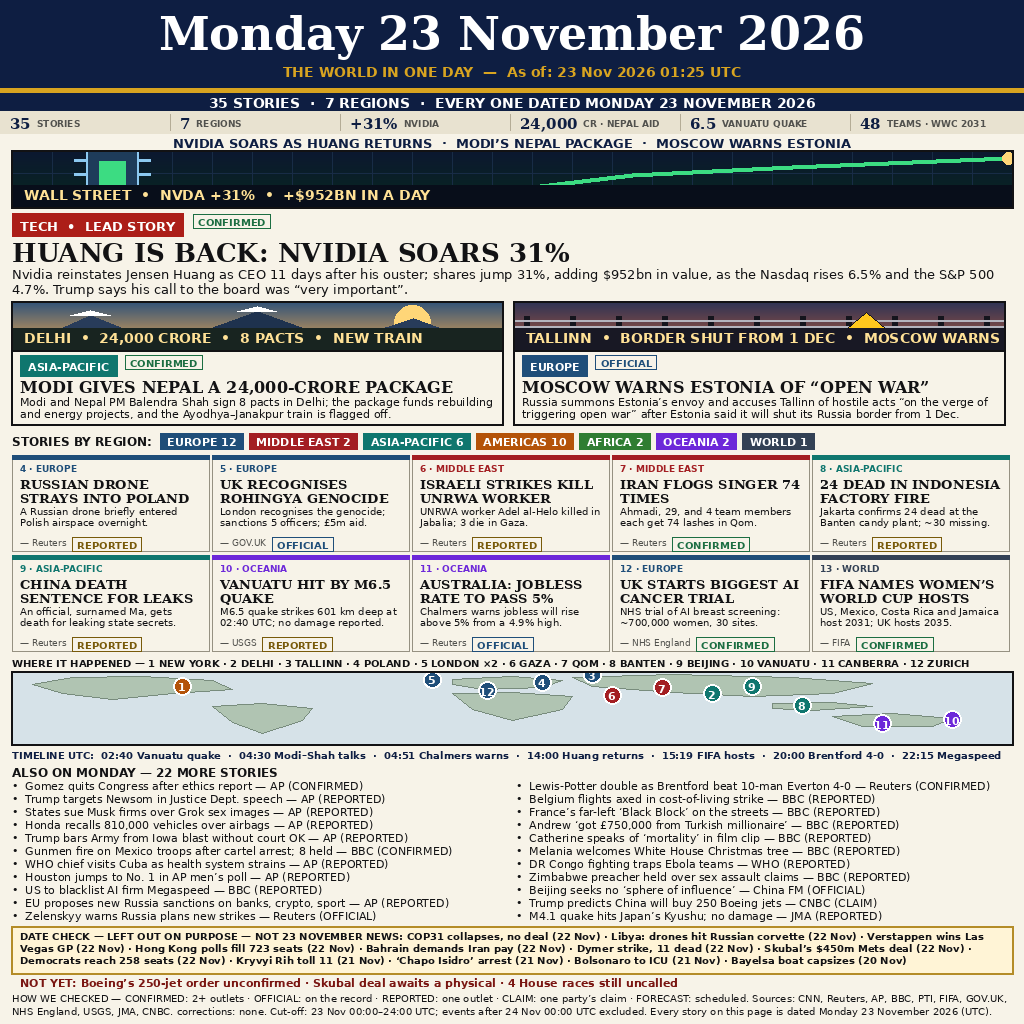 Monday 23 November 2026
THE WORLD IN ONE DAY — As of: 23 Nov 2026 01:25 UTC
35 STORIES · 7 REGIONS · EVERY ONE DATED MONDAY 23 NOVEMBER 2026
35 STORIES
7 REGIONS
+31% NVIDIA
24,000 CR · NEPAL AID
6.5 VANUATU QUAKE
48 TEAMS · WWC 2031
NVIDIA SOARS AS HUANG RETURNS · MODI’S NEPAL PACKAGE · MOSCOW WARNS ESTONIA
WALL STREET • NVDA +31% • +$952BN IN A DAY
TECH • LEAD STORY
CONFIRMED
HUANG IS BACK: NVIDIA SOARS 31%
Nvidia reinstates Jensen Huang as CEO 11 days after his ouster; shares jump 31%, adding $952bn in value, as the Nasdaq rises 6.5% and the S&P 500
4.7%. Trump says his call to the board was “very important”.
DELHI • 24,000 CRORE • 8 PACTS • NEW TRAIN
ASIA-PACIFIC
CONFIRMED
MODI GIVES NEPAL A 24,000-CRORE PACKAGE
Modi and Nepal PM Balendra Shah sign 8 pacts in Delhi; the package funds rebuilding
and energy projects, and the Ayodhya–Janakpur train is flagged off.
TALLINN • BORDER SHUT FROM 1 DEC • MOSCOW WARNS
EUROPE
OFFICIAL
MOSCOW WARNS ESTONIA OF “OPEN WAR”
Russia summons Estonia’s envoy and accuses Tallinn of hostile acts “on the verge of
triggering open war” after Estonia said it will shut its Russia border from 1 Dec.
STORIES BY REGION: EUROPE 12 MIDDLE EAST 2 ASIA-PACIFIC 6 AMERICAS 10 AFRICA 2 OCEANIA 2 WORLD 1
4 · EUROPE
RUSSIAN DRONE
STRAYS INTO POLAND
A Russian drone briefly entered
Polish airspace overnight.
— Reuters REPORTED
5 · EUROPE
UK RECOGNISES
ROHINGYA GENOCIDE
London recognises the genocide;
sanctions 5 officers; £5m aid.
— GOV.UK OFFICIAL
6 · MIDDLE EAST
ISRAELI STRIKES KILL
UNRWA WORKER
UNRWA worker Adel al-Helo killed in
Jabalia; 3 die in Gaza.
— Reuters REPORTED
7 · MIDDLE EAST
IRAN FLOGS SINGER 74
TIMES
Ahmadi, 29, and 4 team members
each get 74 lashes in Qom.
— Reuters CONFIRMED
8 · ASIA-PACIFIC
24 DEAD IN INDONESIA
FACTORY FIRE
Jakarta confirms 24 dead at the
Banten candy plant; ~30 missing.
— Reuters REPORTED
9 · ASIA-PACIFIC
CHINA DEATH
SENTENCE FOR LEAKS
An official, surnamed Ma, gets
death for leaking state secrets.
— Reuters REPORTED
10 · OCEANIA
VANUATU HIT BY M6.5
QUAKE
M6.5 quake strikes 601 km deep at
02:40 UTC; no damage reported.
— USGS REPORTED
11 · OCEANIA
AUSTRALIA: JOBLESS
RATE TO PASS 5%
Chalmers warns jobless will rise
above 5% from a 4.9% high.
— Reuters OFFICIAL
12 · EUROPE
UK STARTS BIGGEST AI
CANCER TRIAL
NHS trial of AI breast screening:
~700,000 women, 30 sites.
— NHS England CONFIRMED
13 · WORLD
FIFA NAMES WOMEN’S
WORLD CUP HOSTS
US, Mexico, Costa Rica and Jamaica
host 2031; UK hosts 2035.
— FIFA CONFIRMED
WHERE IT HAPPENED — 1 NEW YORK · 2 DELHI · 3 TALLINN · 4 POLAND · 5 LONDON ×2 · 6 GAZA · 7 QOM · 8 BANTEN · 9 BEIJING · 10 VANUATU · 11 CANBERRA · 12 ZURICH
1 5 12 4 3 6 7 2 9 8 11 10
TIMELINE UTC: 02:40 Vanuatu quake · 04:30 Modi–Shah talks · 04:51 Chalmers warns · 14:00 Huang returns · 15:19 FIFA hosts · 20:00 Brentford 4-0 · 22:15 Megaspeed
ALSO ON MONDAY — 22 MORE STORIES
• Gomez quits Congress after ethics report — AP (CONFIRMED)
• Trump targets Newsom in Justice Dept. speech — AP (REPORTED)
• States sue Musk firms over Grok sex images — AP (REPORTED)
• Honda recalls 810,000 vehicles over airbags — AP (REPORTED)
• Trump bars Army from Iowa blast without court OK — AP (REPORTED)
• Gunmen fire on Mexico troops after cartel arrest; 8 held — BBC (CONFIRMED)
• WHO chief visits Cuba as health system strains — AP (REPORTED)
• Houston jumps to No. 1 in AP men’s poll — AP (REPORTED)
• US to blacklist AI firm Megaspeed — BBC (REPORTED)
• EU proposes new Russia sanctions on banks, crypto, sport — AP (REPORTED)
• Zelenskyy warns Russia plans new strikes — Reuters (OFFICIAL)
• Lewis-Potter double as Brentford beat 10-man Everton 4-0 — Reuters (CONFIRMED)
• Belgium flights axed in cost-of-living strike — BBC (REPORTED)
• France’s far-left ‘Black Block’ on the streets — BBC (REPORTED)
• Andrew ‘got £750,000 from Turkish millionaire’ — BBC (REPORTED)
• Catherine speaks of ‘mortality’ in film clip — BBC (REPORTED)
• Melania welcomes White House Christmas tree — BBC (REPORTED)
• DR Congo fighting traps Ebola teams — WHO (REPORTED)
• Zimbabwe preacher held over sex assault claims — BBC (REPORTED)
• Beijing seeks no ‘sphere of influence’ — China FM (OFFICIAL)
• Trump predicts China will buy 250 Boeing jets — CNBC (CLAIM)
• M4.1 quake hits Japan’s Kyushu; no damage — JMA (REPORTED)
DATE CHECK — LEFT OUT ON PURPOSE — NOT 23 NOVEMBER NEWS: COP31 collapses, no deal (22 Nov) · Libya: drones hit Russian corvette (22 Nov) · Verstappen wins Las
Vegas GP (22 Nov) · Hong Kong polls fill 723 seats (22 Nov) · Bahrain demands Iran pay (22 Nov) · Dymer strike, 11 dead (22 Nov) · Skubal’s $450m Mets deal (22 Nov) ·
Democrats reach 258 seats (22 Nov) · Kryvyi Rih toll 11 (21 Nov) · ‘Chapo Isidro’ arrest (21 Nov) · Bolsonaro to ICU (21 Nov) · Bayelsa boat capsizes (20 Nov)
NOT YET: Boeing’s 250-jet order unconfirmed · Skubal deal awaits a physical · 4 House races still uncalled
HOW WE CHECKED — CONFIRMED: 2+ outlets · OFFICIAL: on the record · REPORTED: one outlet · CLAIM: one party’s claim · FORECAST: scheduled. Sources: CNN, Reuters, AP, BBC, PTI, FIFA, GOV.UK,
NHS England, USGS, JMA, CNBC. corrections: none. Cut-off: 23 Nov 00:00–24:00 UTC; events after 24 Nov 00:00 UTC excluded. Every story on this page is dated Monday 23 November 2026 (UTC).